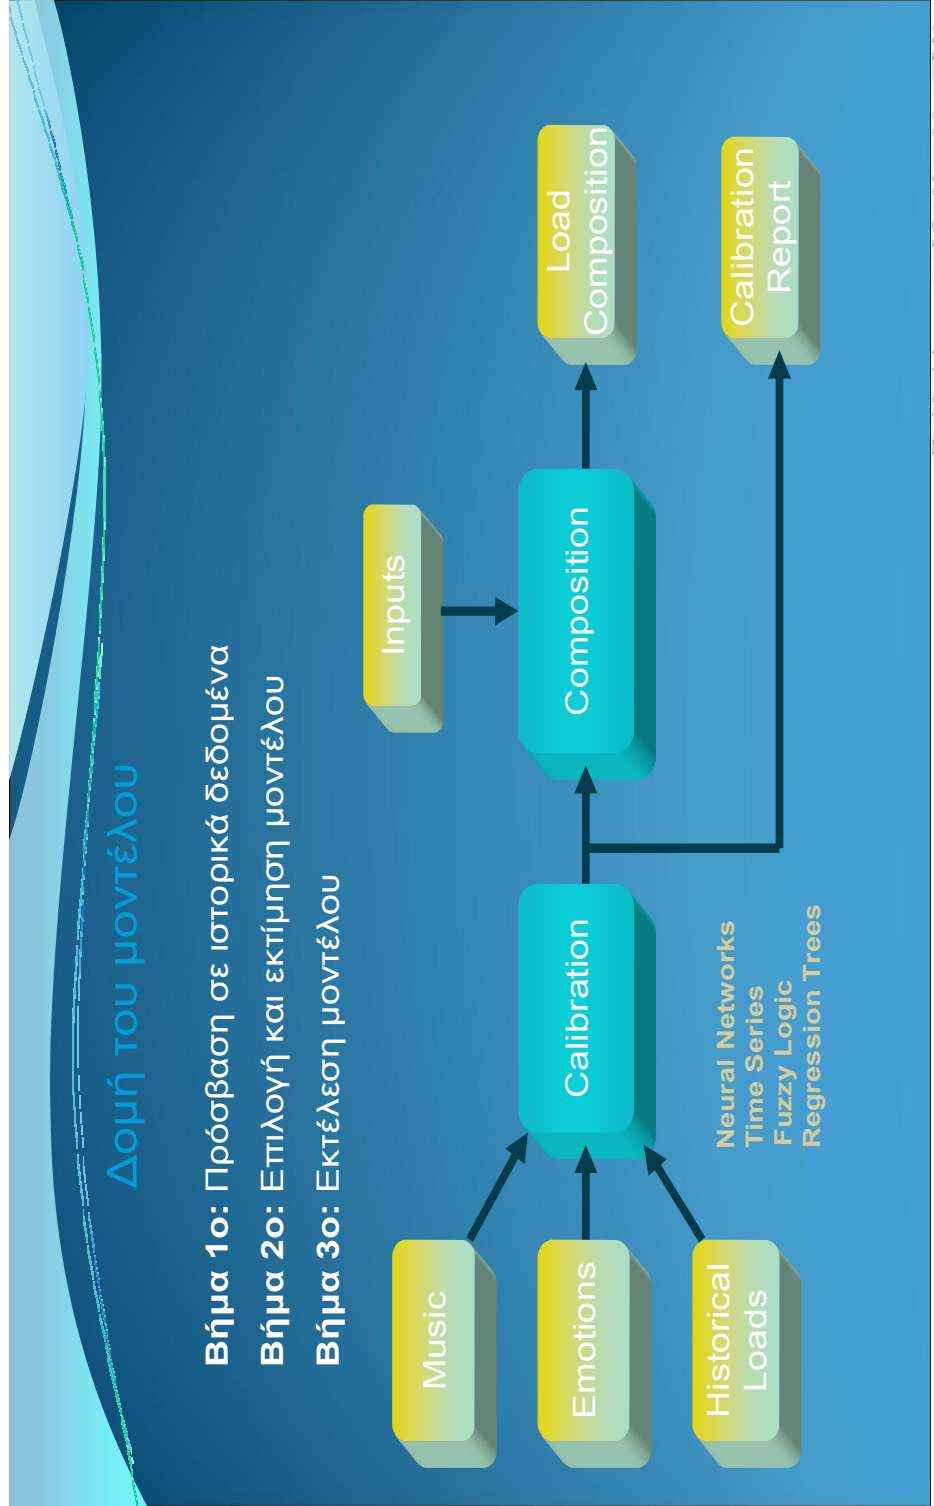 Δομή του μοντέλου
Βήμα 1ο: Πρόσβαση σε ιστορικά δεδομένα
Βήμα 2ο: Επιλογή και εκτίμηση μοντέλου
Βήμα 3ο: Εκτέλεση μοντέλου
Music
Emotions
Historical
Loads
Calibration
Inputs
Composition
Load
Composition
Calibration
Report
Neural Networks
Time Series
Fuzzy Logic
Regression Trees